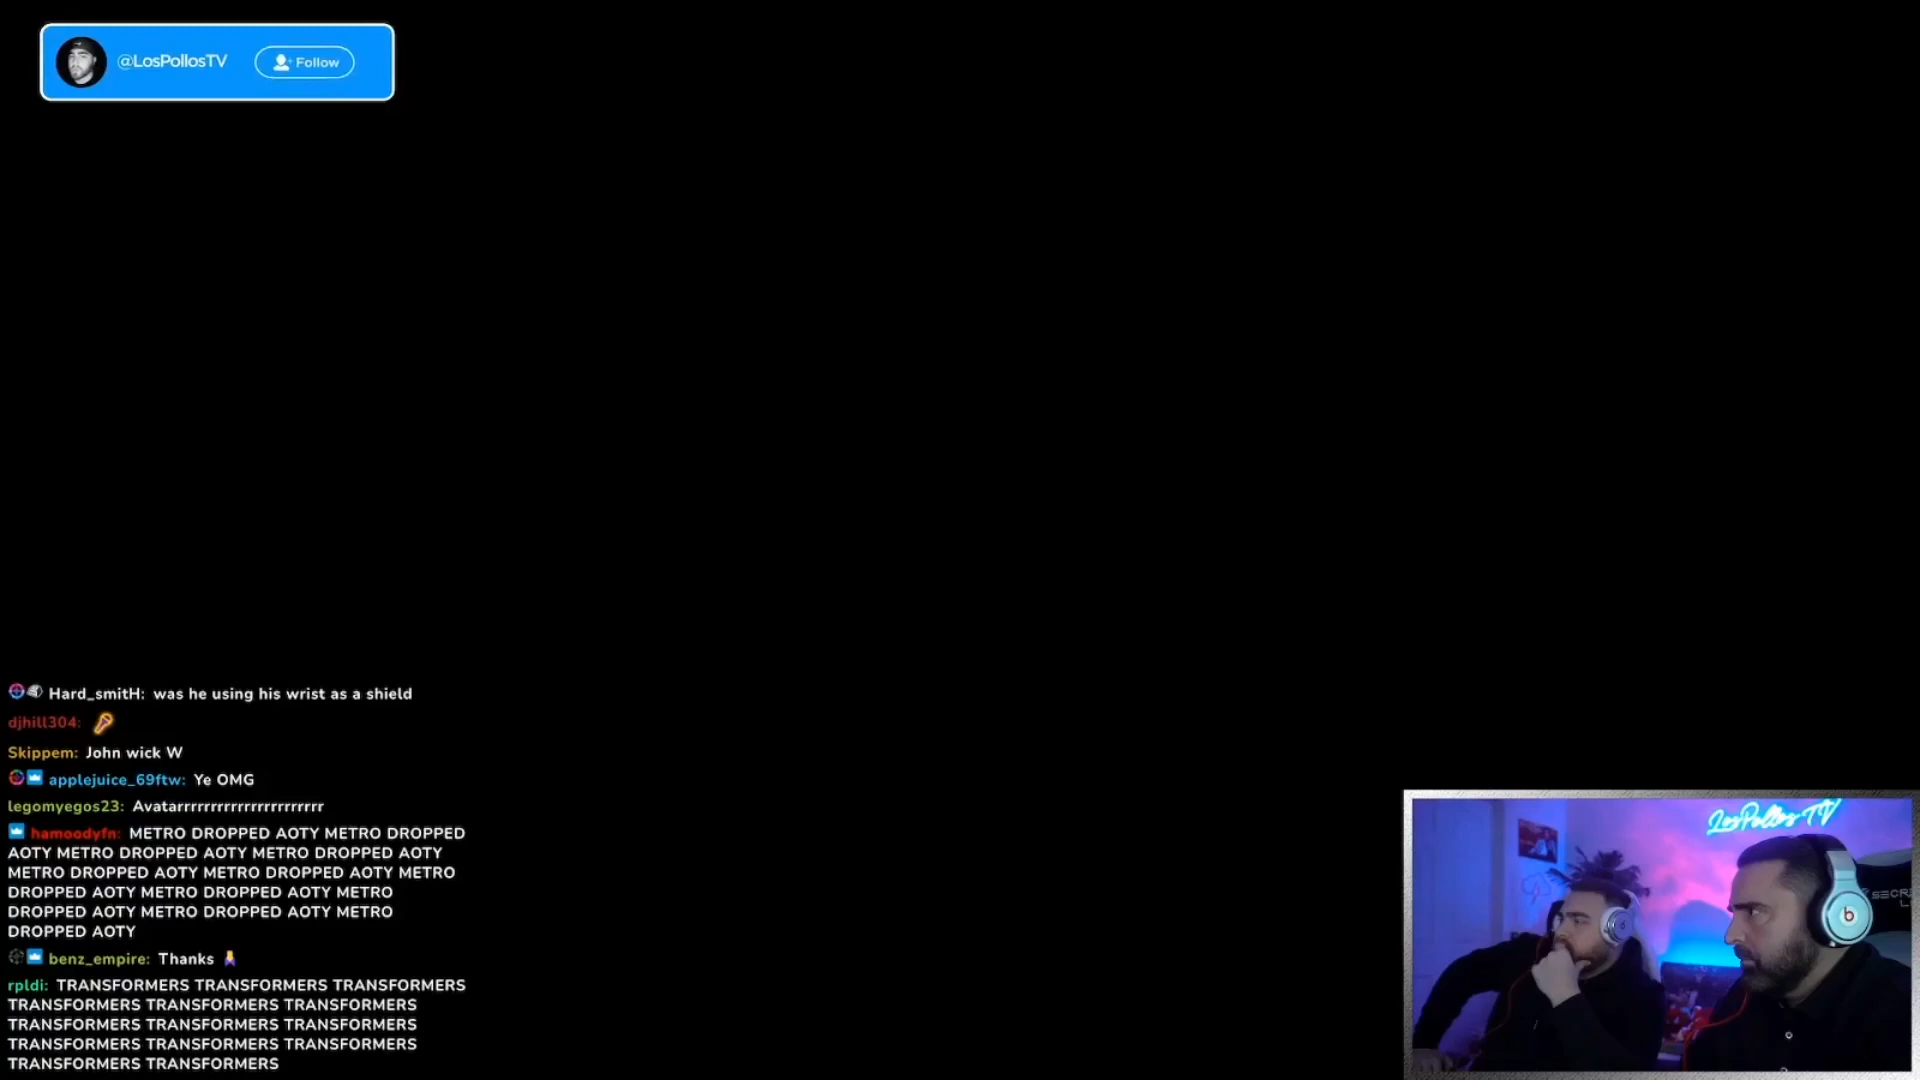 @LosPollosTV
Follow
Hard_smitH: was he using his wrist as a shield
djhill304:
Skippem: John wick W
applejuice_69ftw: Ye OMG
legomyegos23: Avatarrrrrrrrrrrrrrrrrrrrrr
hamoodyfn: METRO DROPPED AOTY METRO DROPPED
AOTY METRO DROPPED AOTY METRO DROPPED AOTY
METRO DROPPED AOTY METRO DROPPED AOTY METRO
DROPPED AOTY METRO DROPPED AOTY METRO
DROPPED AOTY METRO DROPPED AOTY METRO
DROPPED AOTY
benz_empire: Thanks
rpldi: TRANSFORMERS TRANSFORMERS TRANSFORMERS
TRANSFORMERS TRANSFORMERS TRANSFORMERS
TRANSFORMERS TRANSFORMERS TRANSFORMERS
TRANSFORMERS TRANSFORMERS TRANSFORMERS
TRANSFORMERS TRANSFORMERS
LosPollos TV
b